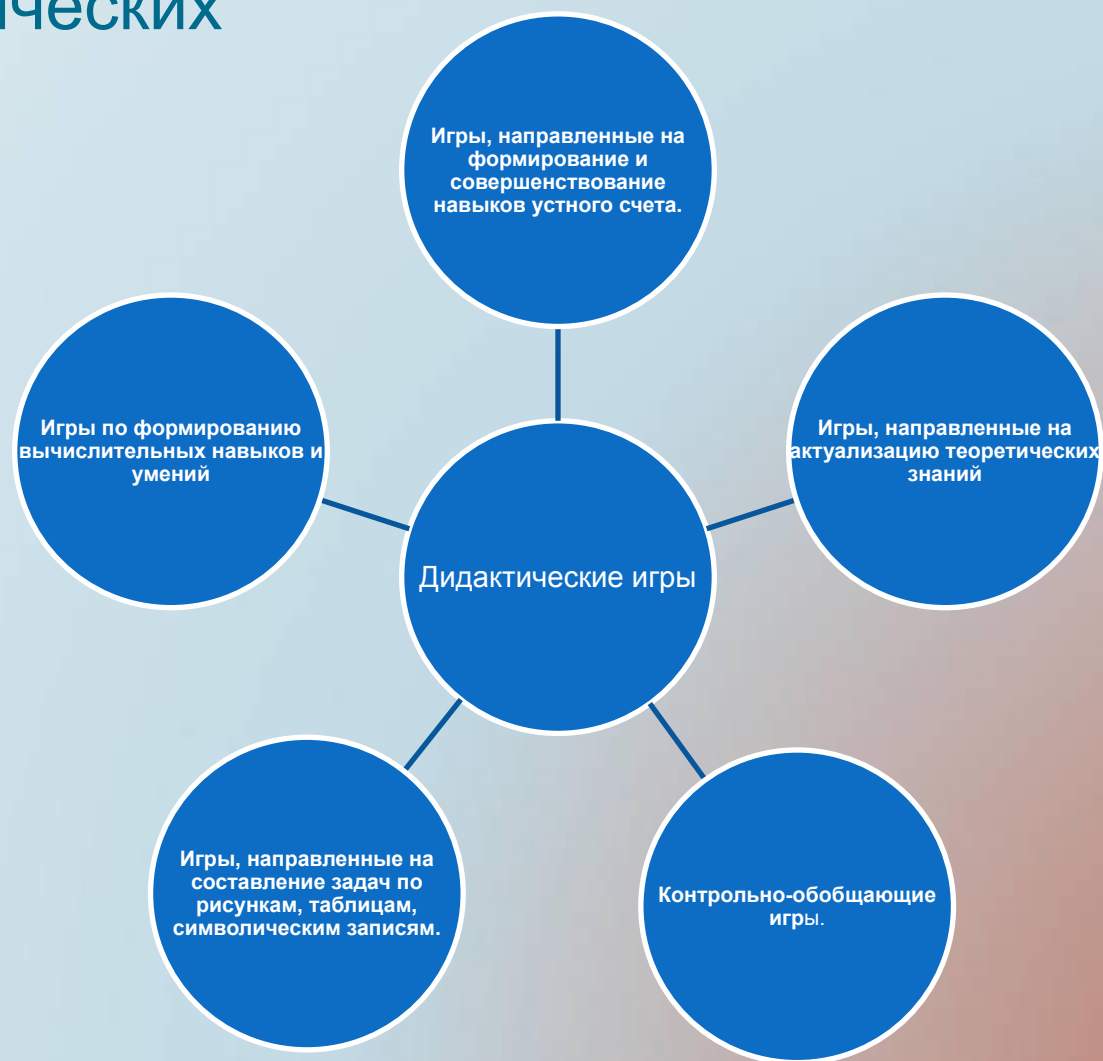 Игры, направленные на
формирование и
совершенствование
навыков устного счета.
Игры по формированию
вычислительных навыков и
умений
Игры, направленные на
актуализацию теоретических
знаний
Дидактические игры
Игры, направленные на
составление задач по
рисункам, таблицам,
символическим записям.
Контрольно-обобщающие
игры.